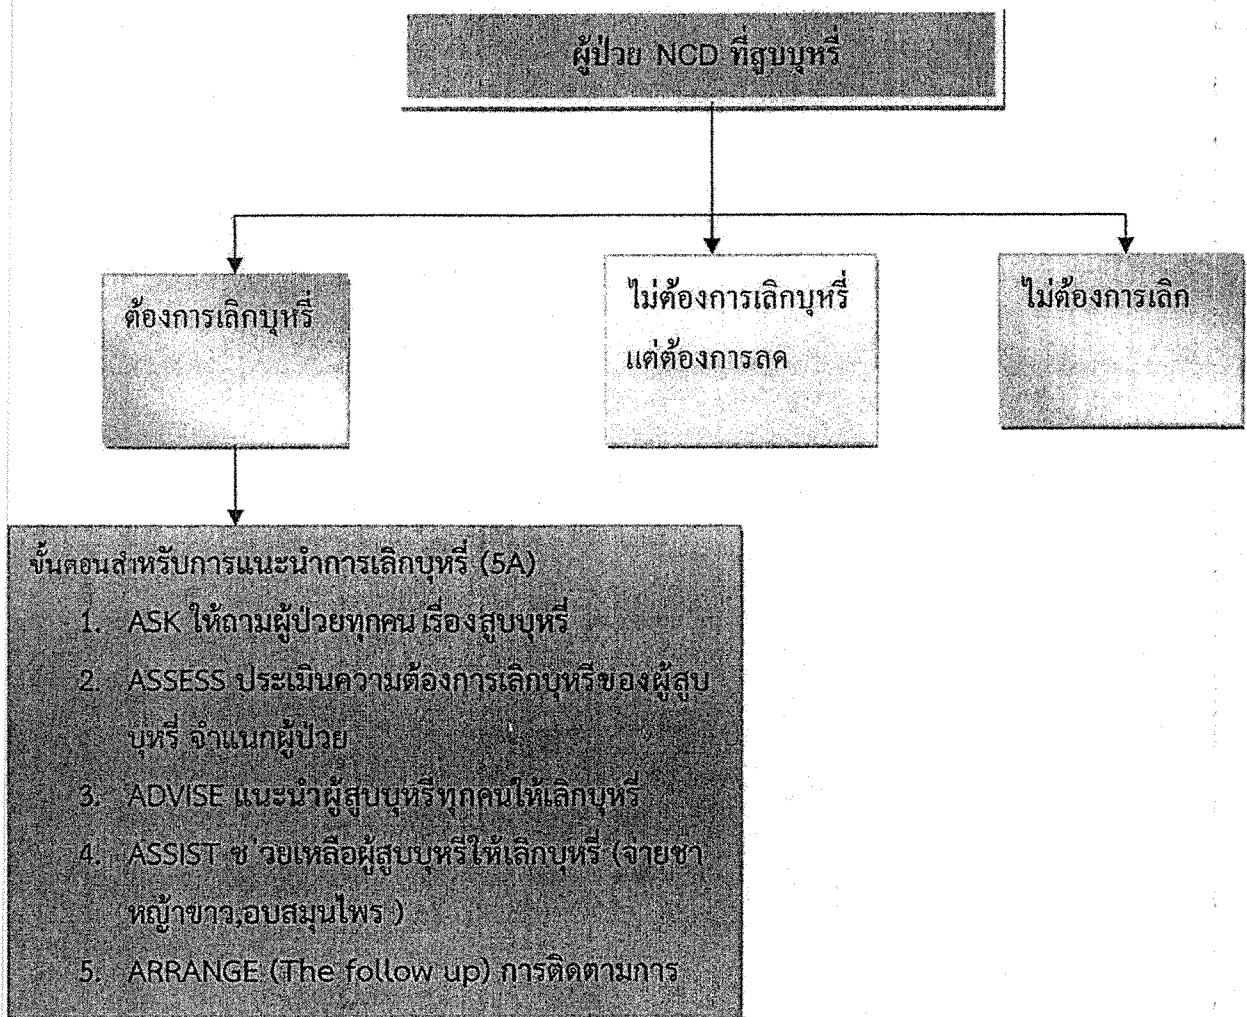 ผู้ป่วย NCD ที่สูบบุหรี่
ต้องการเลิกบุหรี่
ไม่ต้องการเลิกบุหรี่
แต่ต้องการลด
ไม่ต้องการเลิก
ขั้นตอนสำหรับการแนะนำการเลิกบุหรี่ (5A)
1. ASK ให้ถามผู้ป่วยทุกคน เรื่องสูบบุหรี่
2. ASSESS ประเมินความต้องการเลิกบุหรี่ของผู้สูบ
บุหรี่ จำแนกผู้ป่วย
3. ADVISE แนะนำผู้สูบบุหรี่ทุกคนให้เลิกบุหรี่
4. ASSIST ช่วยเหลือผู้สูบบุหรี่ให้เลิกบุหรี่ (จ่ายชา
หญ้าขาว,อบสมุนไพร )
5. ARRANGE (The follow up) การติดตามการ